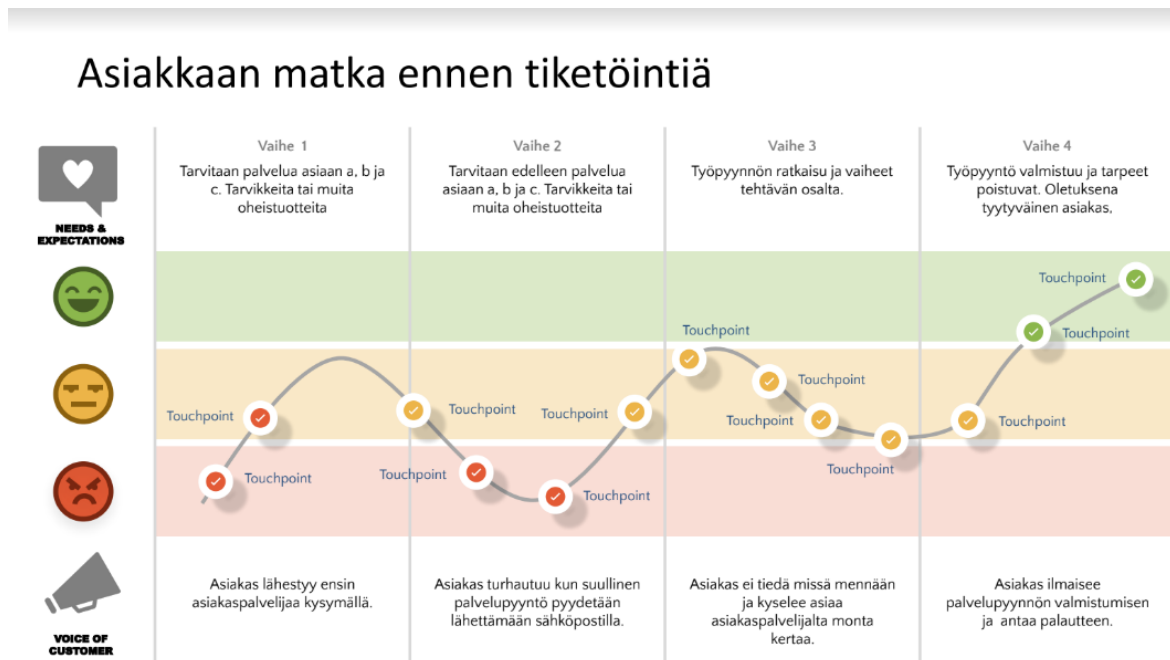 Asiakkaan matka ennen tiketöintiä
Vaihe 1
Tarvitaan palvelua asiaan a, b ja
c. Tarvikkeita tai muita
oheistuotteita
Vaihe 2
Tarvitaan edelleen palvelua
asiaan a, b ja c. Tarvikkeita tai
muita oheistuotteita
Vaihe 3
Työpyynnön ratkaisu ja vaiheet
tehtävän osalta.
Vaihe 4
Työpyyntö valmistuu ja tarpeet
poistuvat. Oletuksena
tyytyväinen asiakas,
NEEDS &
EXPECTATIONS
Touchpoint
Touchpoint
Touchpoint
Touchpoint
Touchpoint
Touchpoint
Touchpoint
Touchpoint
Touchpoint
Touchpoint
Touchpoint
Touchpoint
Touchpoint
VOICE OF
CUSTOMER
Asiakas lähestyy ensin
asiakaspalvelijaa kysymällä.
Asiakas turhautuu kun suullinen
palvelupyyntö pyydetään
lähettämään sähköpostilla.
Asiakas ei tiedä missä mennään
ja kyselee asiaa
asiakaspalvelijalta monta
kertaa.
Asiakas ilmaisee
palvelupyynnön valmistumisen
ja antaa palautteen.